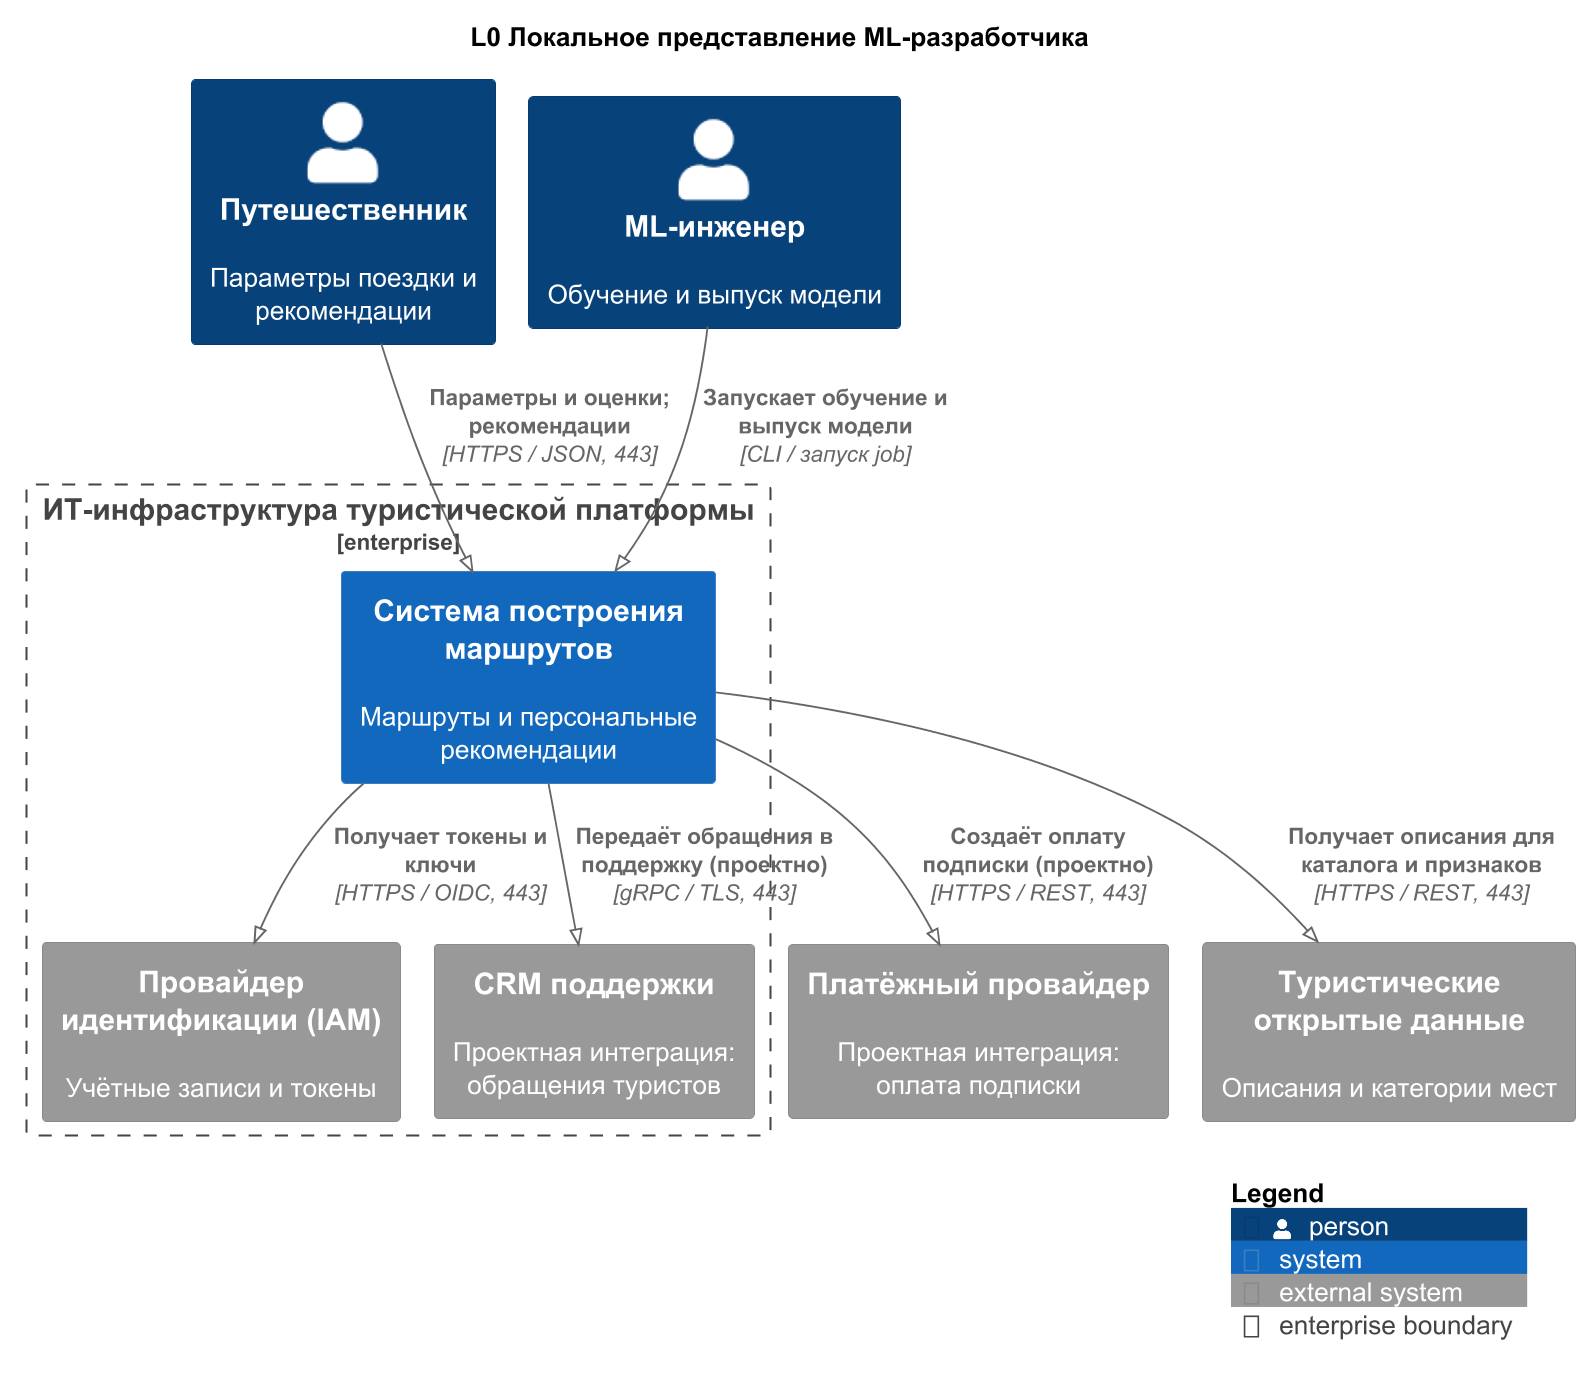 L0 Локальное представление ML-разработчика
Путешественник
Параметры поездки и
рекомендации
ML-инженер
Обучение и выпуск модели
Параметры и оценки;
рекомендации
[HTTPS / JSON, 443]
Запускает обучение и
выпуск модели
[CLI / запуск job]
ИТ-инфраструктура туристической платформы
[enterprise]
Система построения
маршрутов
Маршруты и персональные
рекомендации
Получает токены и
ключи
[HTTPS / OIDC, 443]
Передаёт обращения в
поддержку (проектно)
[gRPC / TLS, 443]
Создаёт оплату
подписки (проектно)
[HTTPS / REST, 443]
Получает описания для
каталога и признаков
[HTTPS / REST, 443]
Провайдер
идентификации (IAM)
Учётные записи и токены
CRM поддержки
Проектная интеграция:
обращения туристов
Платёжный провайдер
Проектная интеграция:
оплата подписки
Туристические
открытые данные
Описания и категории мест
Legend
person
system
external system
enterprise boundary